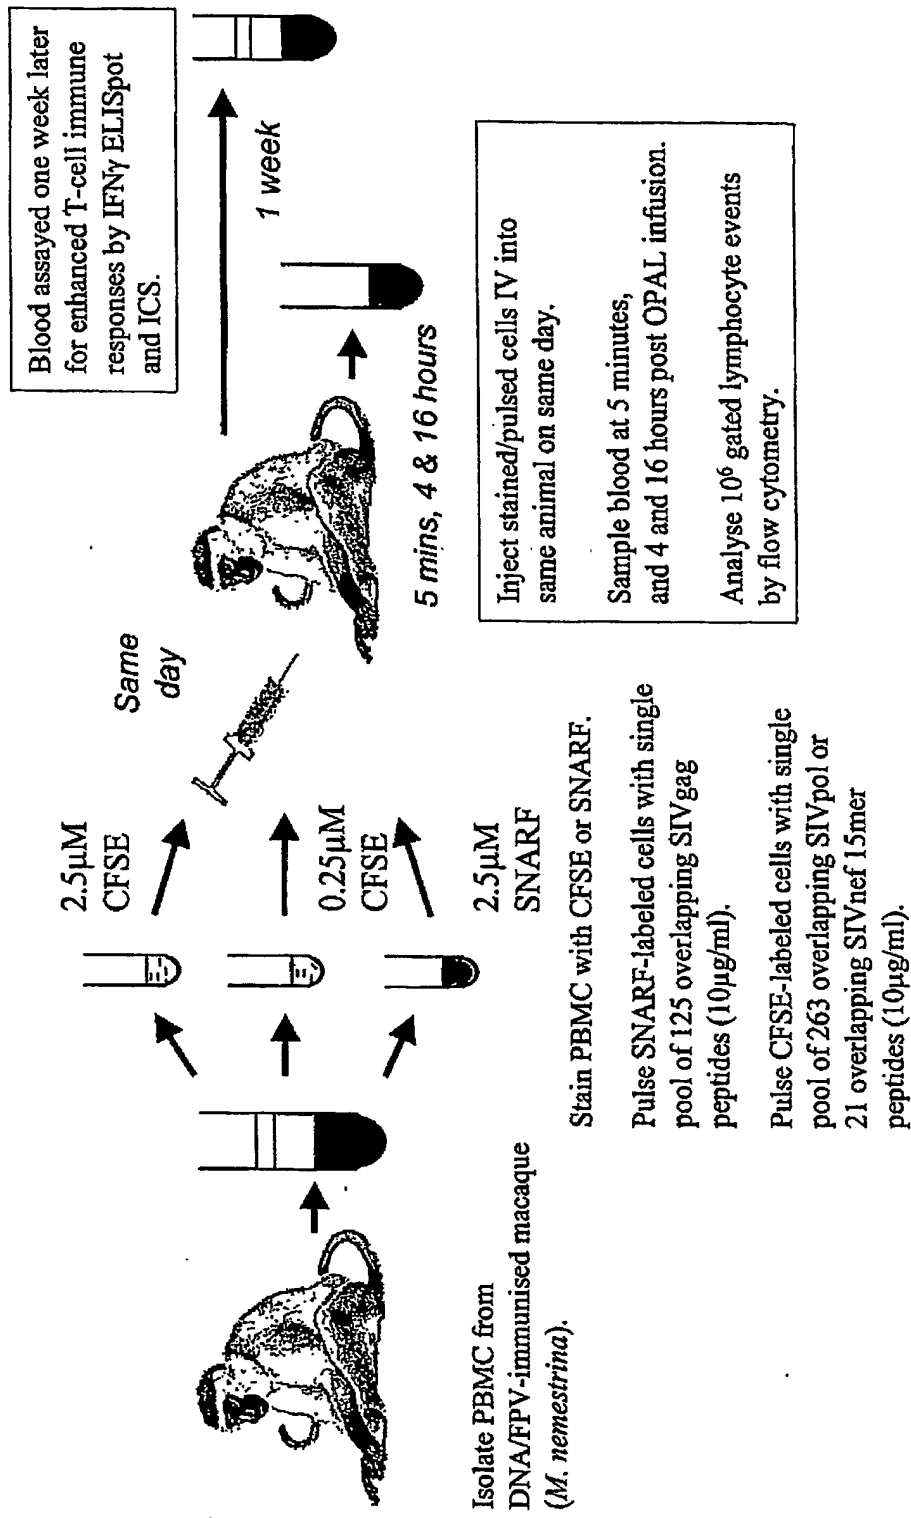 Isolate PBMC from
DNA/FPV-immunised macaque
(M. nemestrina).
2.5µM
CFSE
0.25µM
CFSE
2.5µM
SNARF
Stain PBMC with CFSE or SNARF.
Pulse SNARF-labeled cells with single
pool of 125 overlapping SIVgag
peptides (10µg/ml).
Pulse CFSE-labeled cells with single
pool of 263 overlapping SIVpol or
21 overlapping SIVnef 15mer
peptides (10µg/ml).
Same
day
5 mins, 4 & 16 hours
Inject stained/pulsed cells IV into
same animal on same day.
Sample blood at 5 minutes,
and 4 and 16 hours post OPAL infusion.
Analyse 10⁶ gated lymphocyte events
by flow cytometry.
1 week
Blood assayed one week later
for enhanced T-cell immune
responses by IFNγ ELISpot
and ICS.